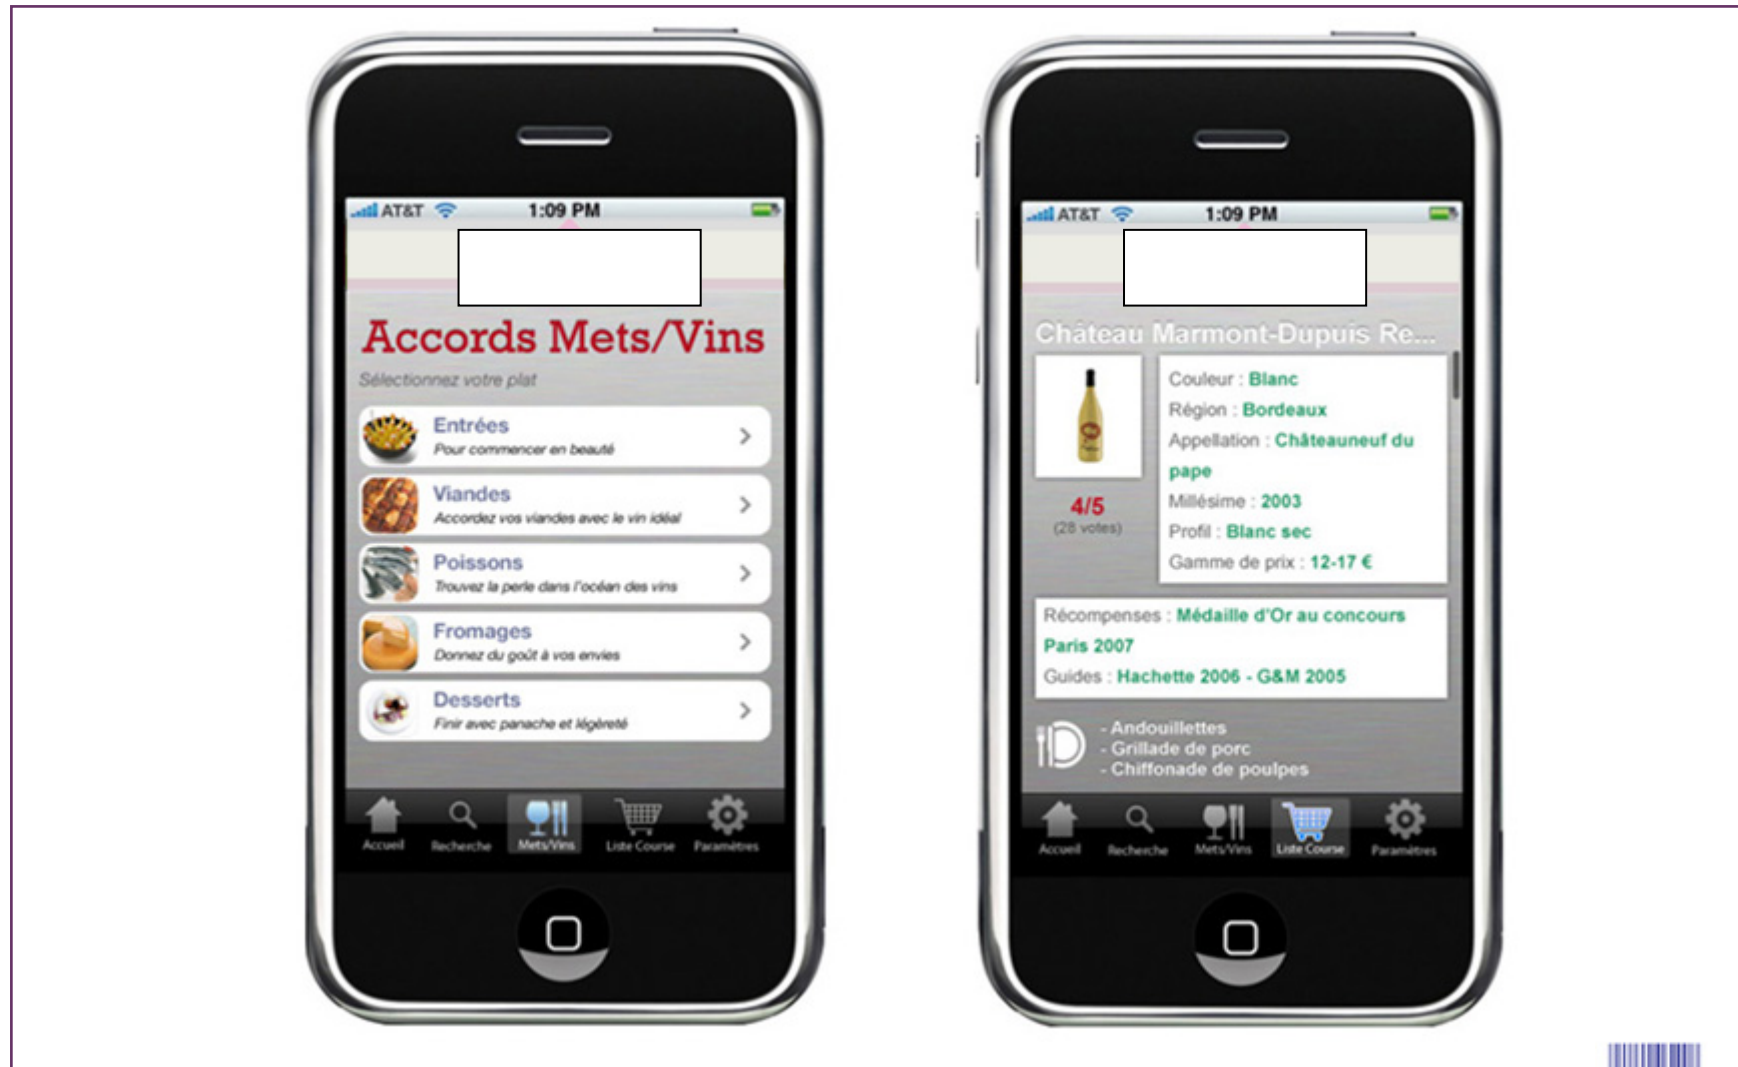 AT&T 1:09 PM
Accords Mets/Vins
Sélectionnez votre plat
Entrées
Pour commencer en beauté
Viandes
Accordez vos viandes avec le vin idéal
Poissons
Trouvez la perle dans l'océan des vins
Fromages
Donnez du goût à vos envies
Desserts
Finir avec panache et légèreté
Accueil Recherche Mets/Vins Liste Course Paramètres
AT&T 1:09 PM
Château Marmont-Dupuis Re...
Couleur : Blanc
Région : Bordeaux
Appellation : Châteauneuf du
pape
Millésime : 2003
Profil : Blanc sec
Gamme de prix : 12-17 €
4/5
(28 votes)
Récompenses : Médaille d'Or au concours
Paris 2007
Guides : Hachette 2006 - G&M 2005
- Andouillettes
- Grillade de porc
- Chiffonade de poulpes
Accueil Recherche Mets/Vins Liste Course Paramètres